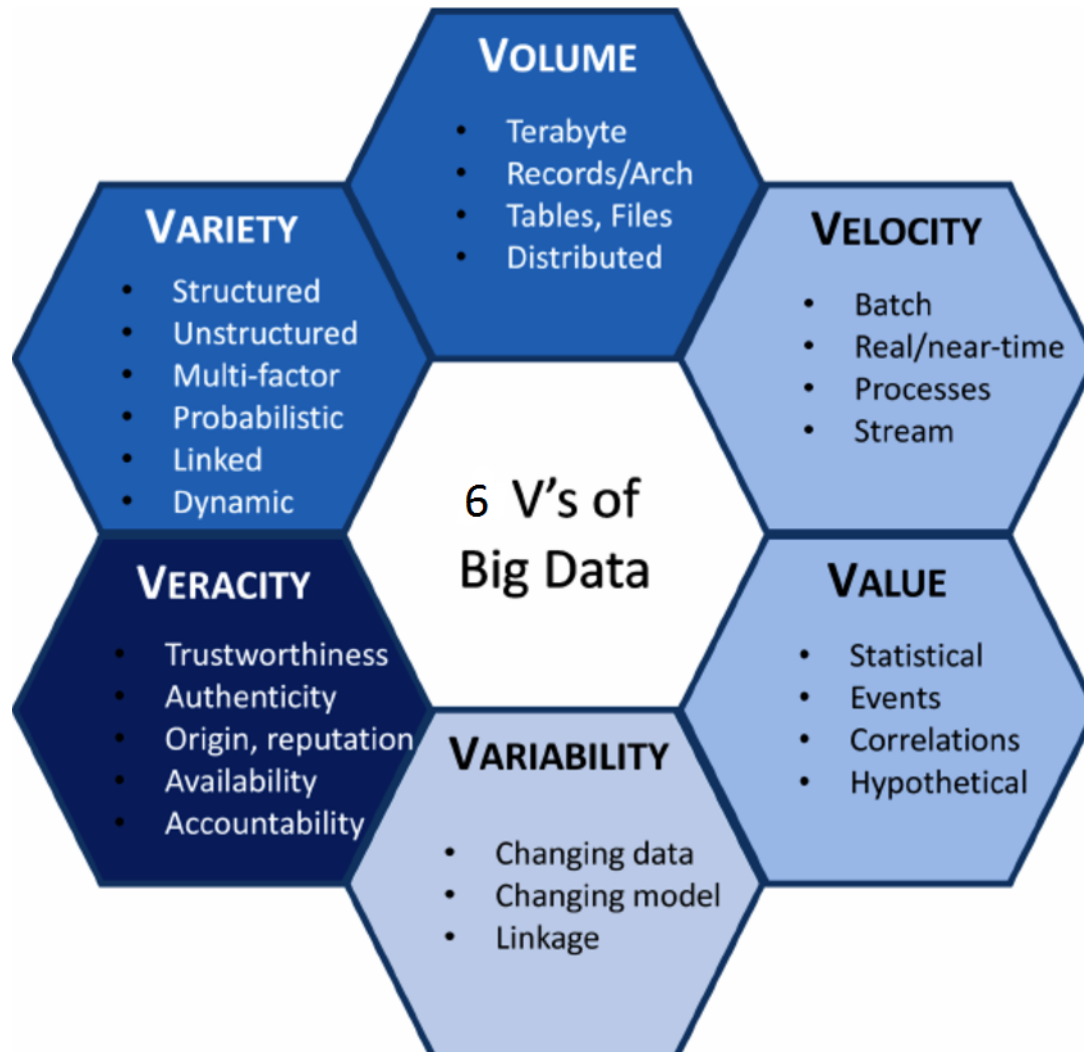 VOLUME
• Terabyte
• Records/Arch
• Tables, Files
• Distributed
VARIETY
• Structured
• Unstructured
• Multi-factor
• Probabilistic
• Linked
• Dynamic
VELOCITY
• Batch
• Real/near-time
• Processes
• Stream
6 V's of
Big Data
VERACITY
• Trustworthiness
• Authenticity
• Origin, reputation
• Availability
• Accountability
VALUE
• Statistical
• Events
• Correlations
• Hypothetical
VARIABILITY
• Changing data
• Changing model
• Linkage